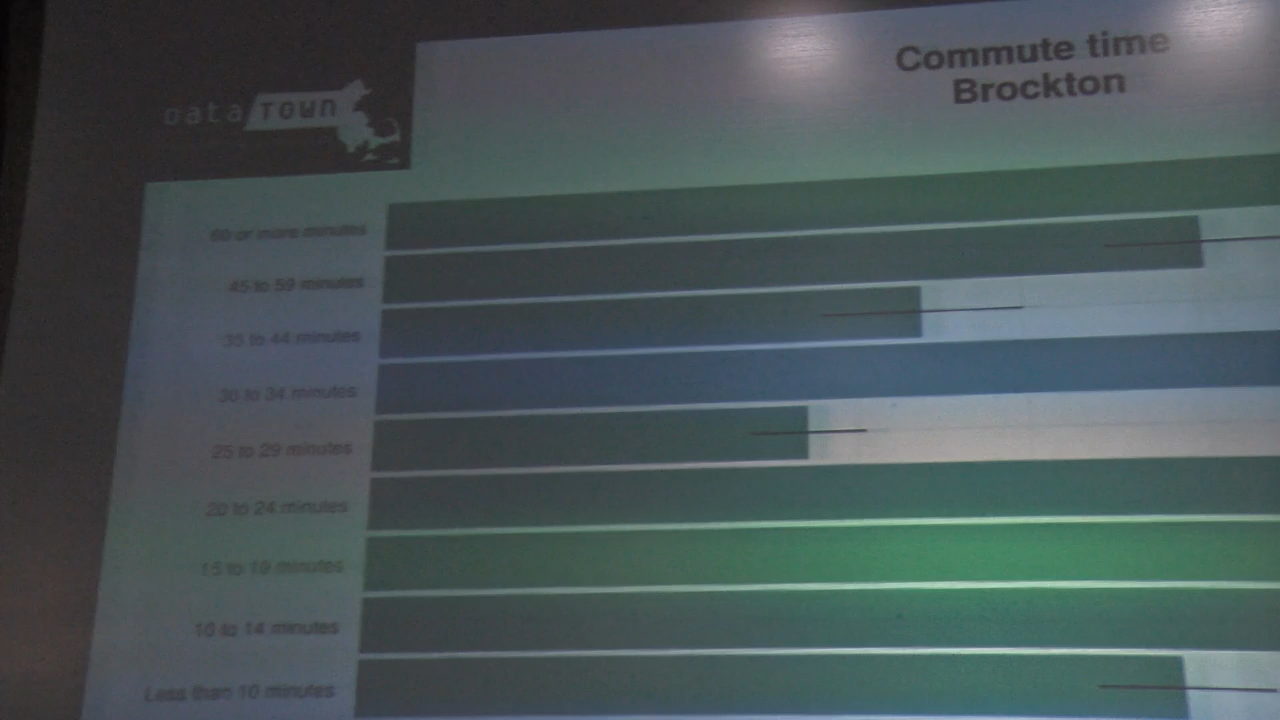 data TOWN
Commute time
Brockton
60 or more minutes
45 to 59 minutes
35 to 44 minutes
30 to 34 minutes
25 to 29 minutes
20 to 24 minutes
15 to 19 minutes
10 to 14 minutes
Less than 10 minutes